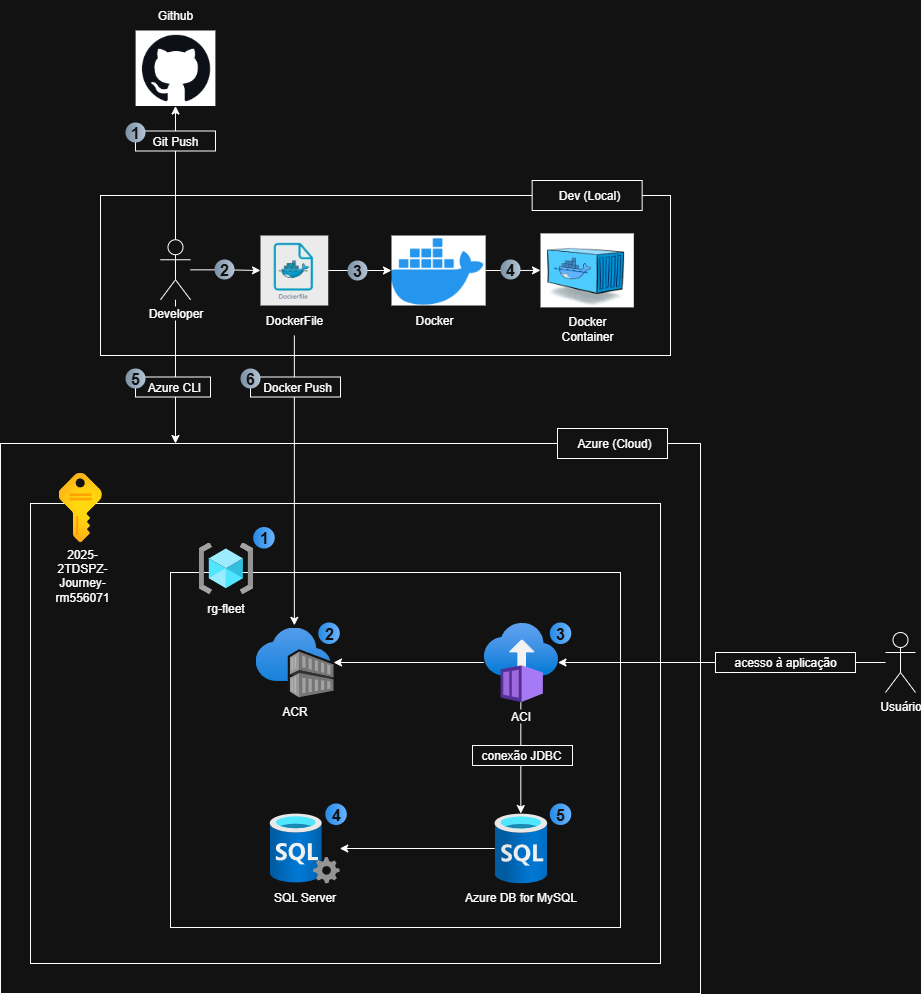 Github
1
Git Push
Dev (Local)
2
3
4
Dockerfile
Developer
DockerFile
Docker
Docker
Container
5
Azure CLI
6
Docker Push
Azure (Cloud)
2025-
2TDSPZ-
Journey-
rm556071
1
rg-fleet
2
ACR
3
ACI
acesso à aplicação
Usuário
conexão JDBC
4
SQL
SQL Server
5
SQL
Azure DB for MySQL